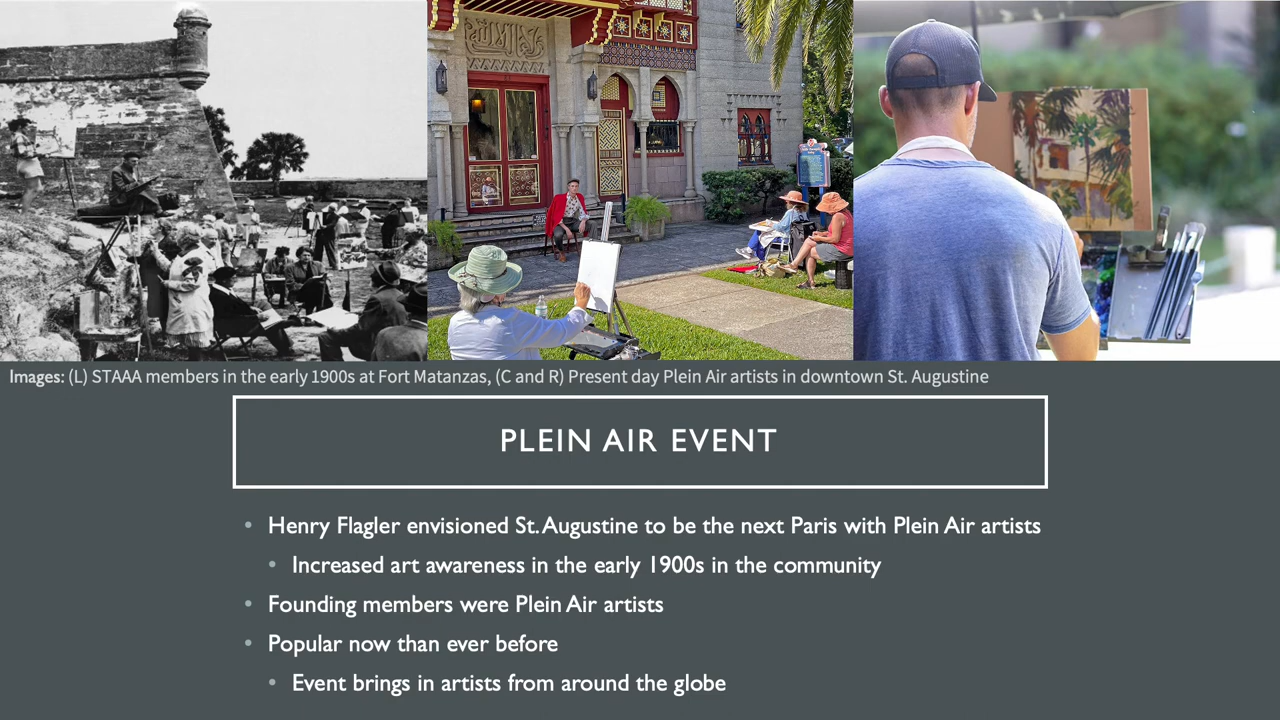 Images: (L) STAAA members in the early 1900s at Fort Matanzas, (C and R) Present day Plein Air artists in downtown St. Augustine
PLEIN AIR EVENT
• Henry Flagler envisioned St. Augustine to be the next Paris with Plein Air artists
• Increased art awareness in the early 1900s in the community
• Founding members were Plein Air artists
• Popular now than ever before
• Event brings in artists from around the globe